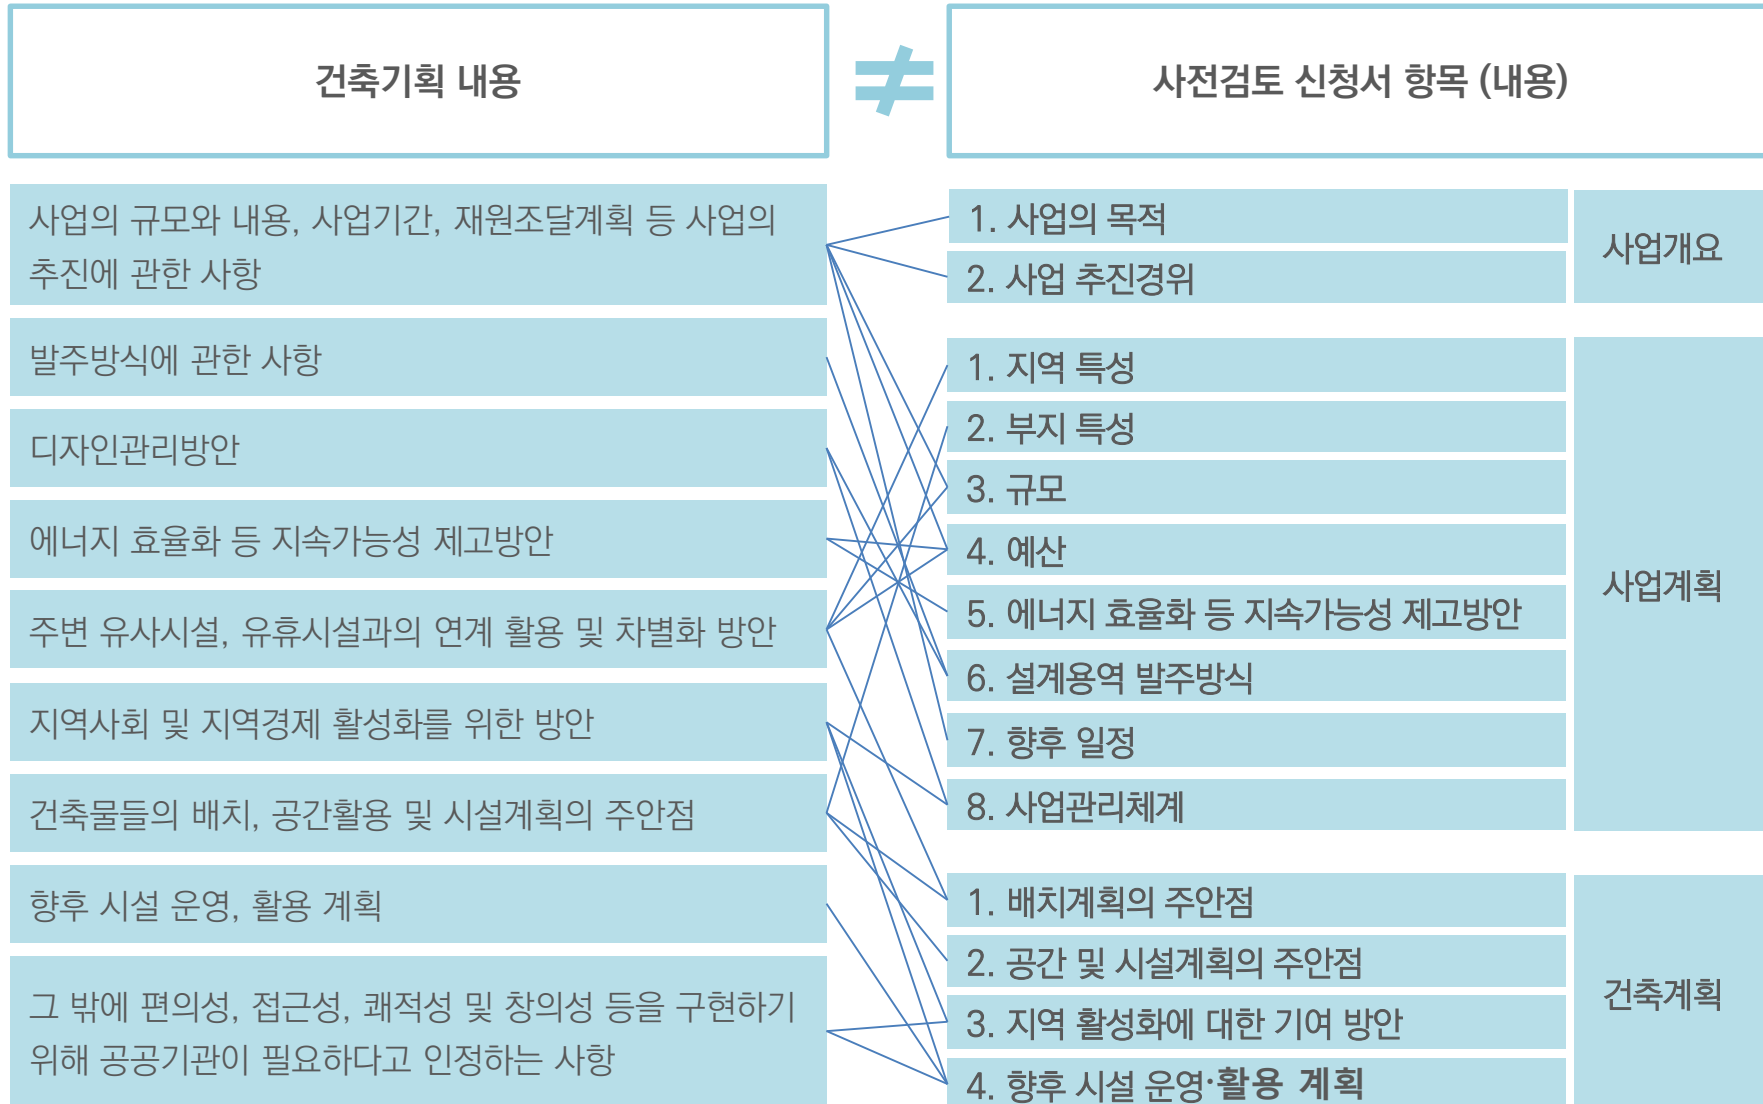 건축기획 내용
≠
사전검토 신청서 항목 (내용)
사업의 규모와 내용, 사업기간, 재원조달계획 등 사업의
추진에 관한 사항
발주방식에 관한 사항
디자인관리방안
에너지 효율화 등 지속가능성 제고방안
주변 유사시설, 유휴시설과의 연계 활용 및 차별화 방안
지역사회 및 지역경제 활성화를 위한 방안
건축물들의 배치, 공간활용 및 시설계획의 주안점
향후 시설 운영, 활용 계획
그 밖에 편의성, 접근성, 쾌적성 및 창의성 등을 구현하기
위해 공공기관이 필요하다고 인정하는 사항
1. 사업의 목적
2. 사업 추진경위
사업개요
1. 지역 특성
2. 부지 특성
3. 규모
4. 예산
5. 에너지 효율화 등 지속가능성 제고방안
6. 설계용역 발주방식
7. 향후 일정
8. 사업관리체계
사업계획
1. 배치계획의 주안점
2. 공간 및 시설계획의 주안점
3. 지역 활성화에 대한 기여 방안
4. 향후 시설 운영·활용 계획
건축계획